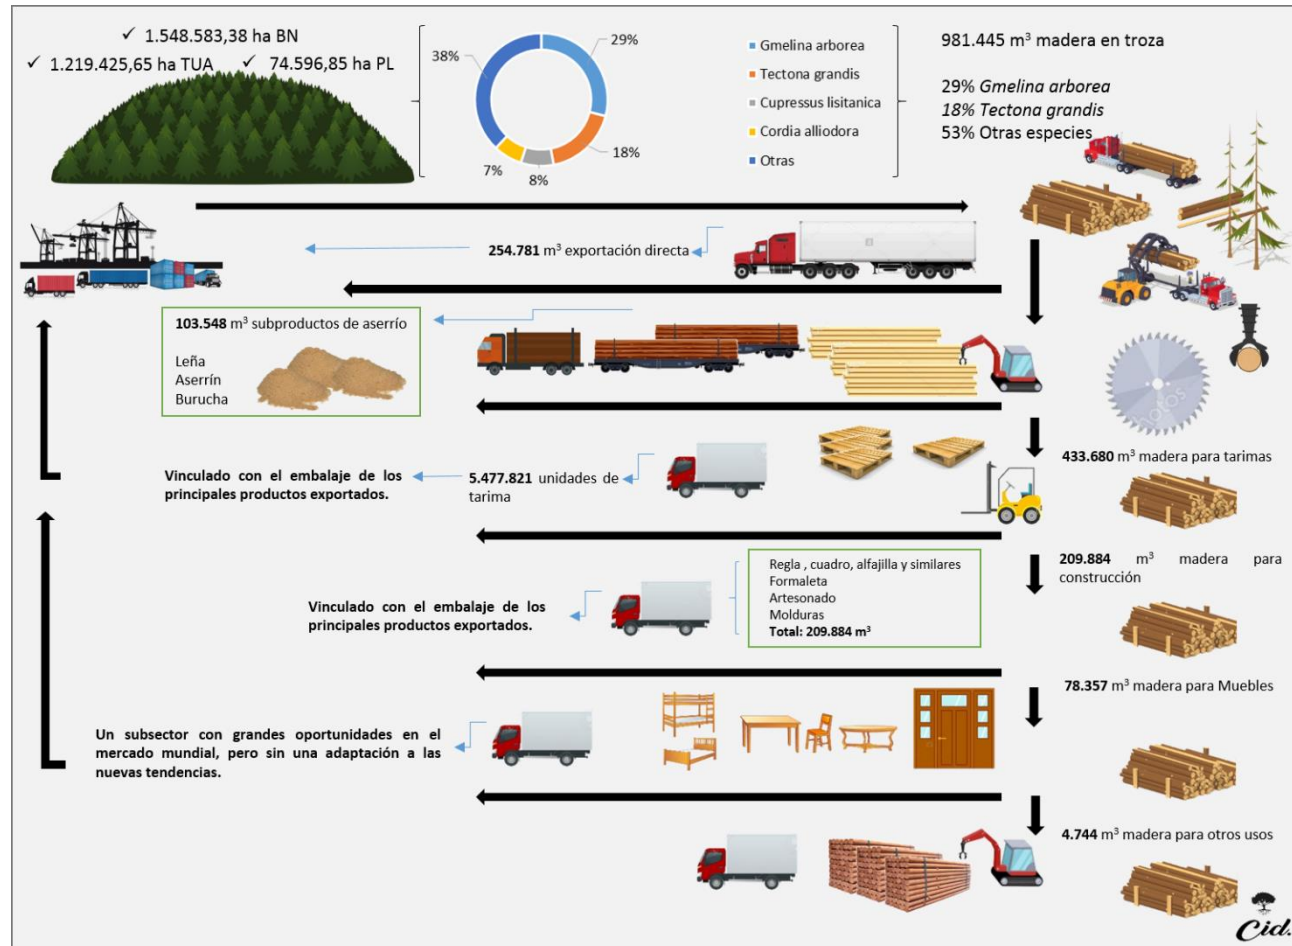 ✓ 1.548.583,38 ha BN
✓ 1.219.425,65 ha TUA ✓ 74.596,85 ha PL
38%
29%
18%
8%
7%
Gmelina arborea
Tectona grandis
Cupressus lisitanica
Cordia alliodora
Otras
981.445 m³ madera en troza
29% Gmelina arborea
18% Tectona grandis
53% Otras especies
254.781 m³ exportación directa
103.548 m³ subproductos de aserrío
Leña
Aserrín
Burucha
433.680 m³ madera para tarimas
Vinculado con el embalaje de los
principales productos exportados.
5.477.821 unidades de
tarima
209.884 m³ madera para
construcción
Regla , cuadro, alfajilla y similares
Formaleta
Artesonado
Molduras
Total: 209.884 m³
Vinculado con el embalaje de los
principales productos exportados.
78.357 m³ madera para Muebles
Un subsector con grandes oportunidades en el
mercado mundial, pero sin una adaptación a las
nuevas tendencias.
4.744 m³ madera para otros usos
Cid.